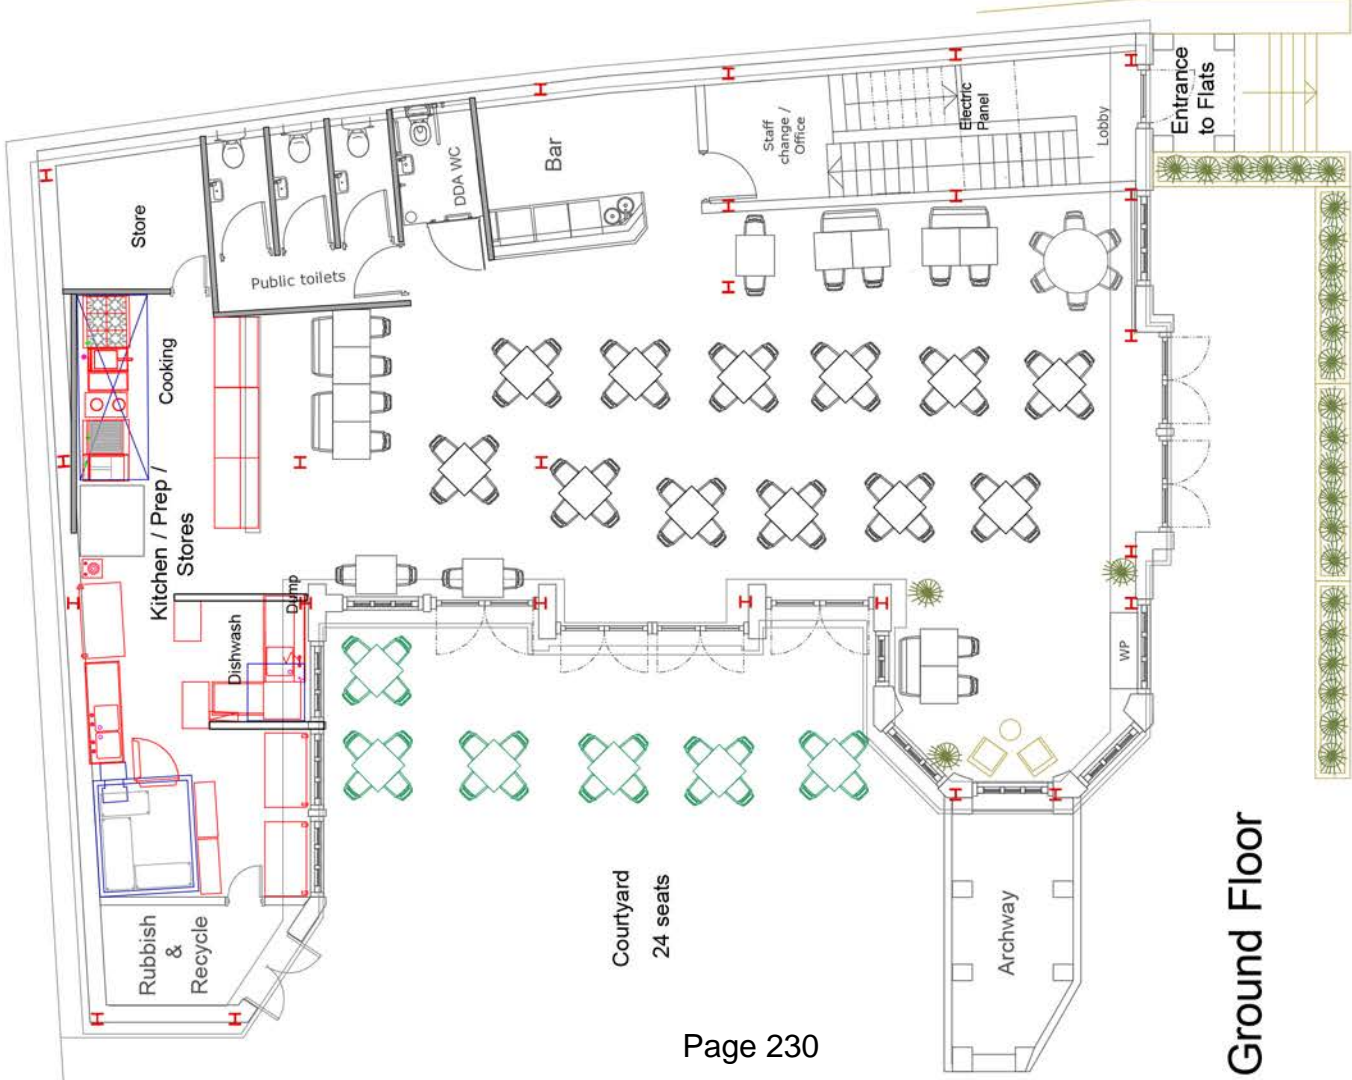 Entrance
to Flats
Electric
Panel
Lobby
Staff
change /
Office
Bar
DDA WC
Store
Public toilets
Cooking
Kitchen / Prep /
Stores
Dump
Dishwash
WP
Rubbish
&
Recycle
Courtyard
24 seats
Archway
Ground Floor
Page 230